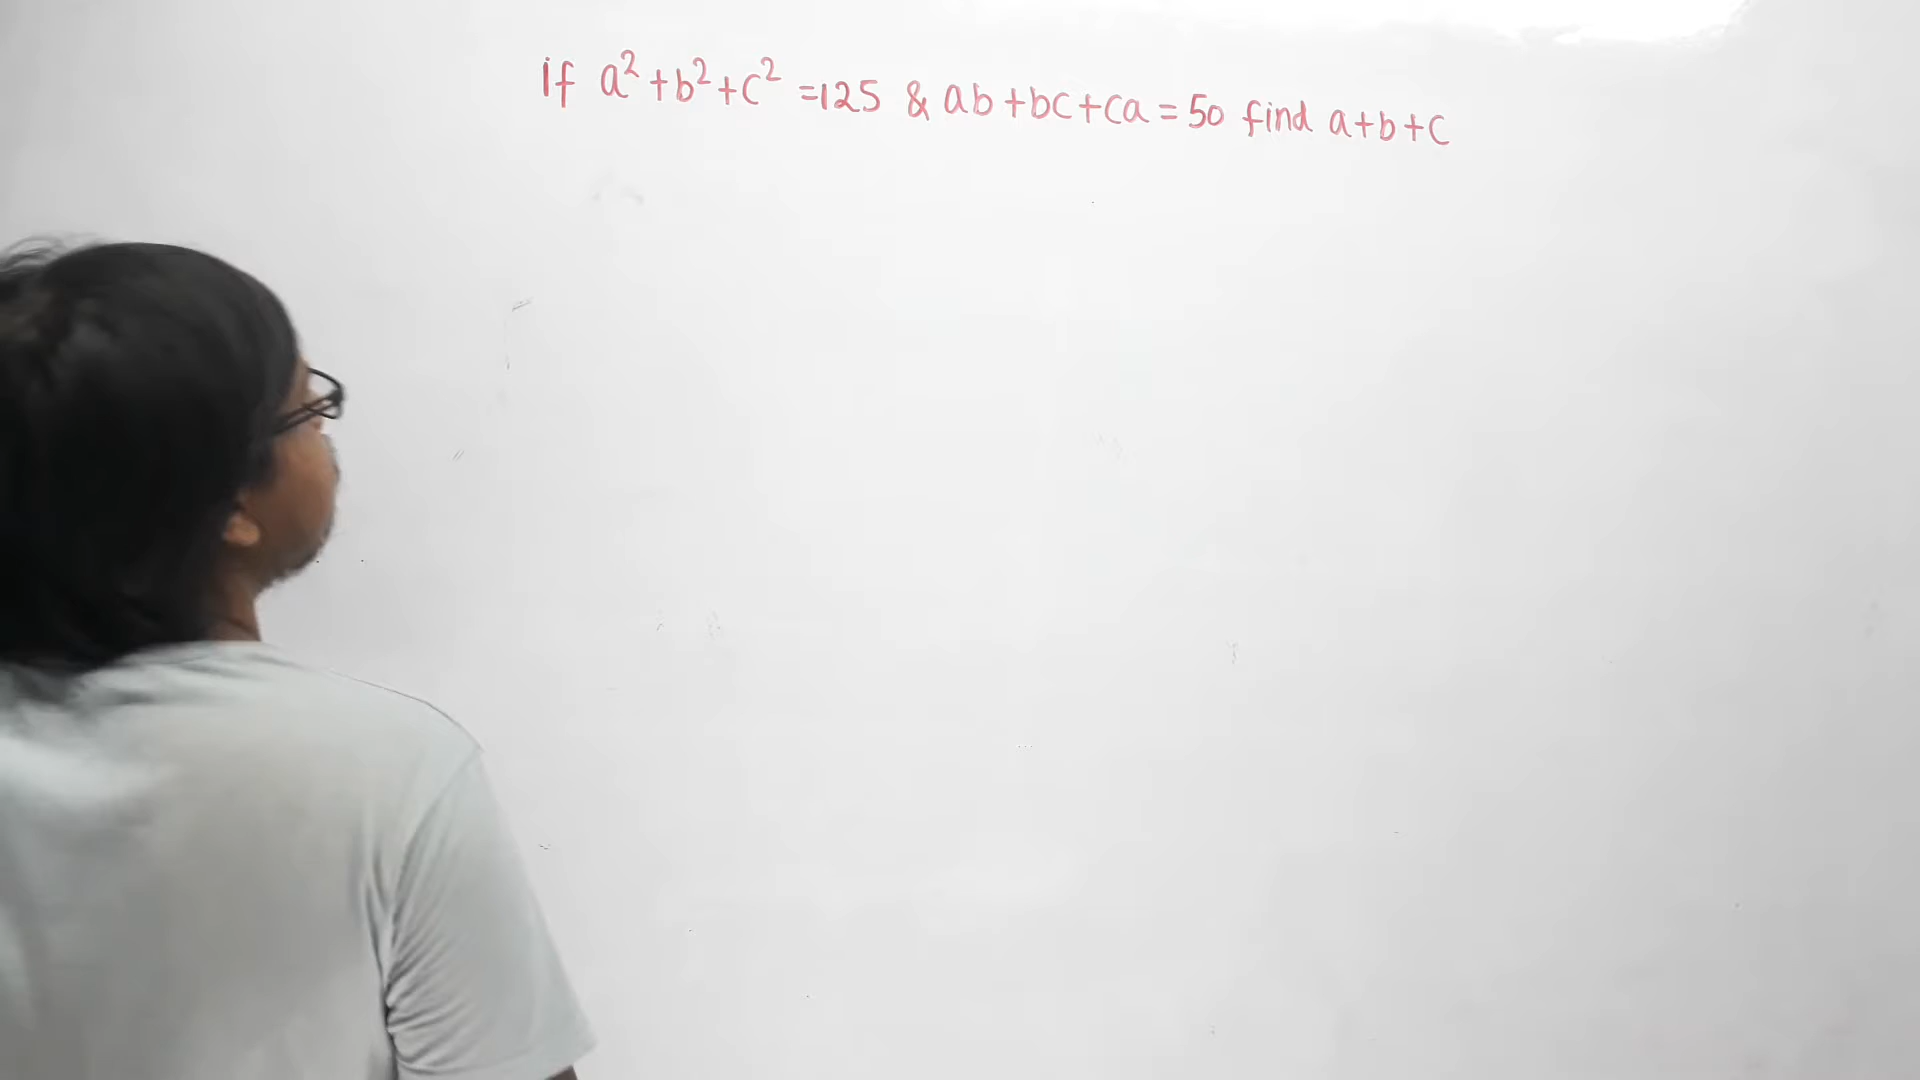 If a²+b²+c² =125 & ab+bc+ca=50 find a+b+c